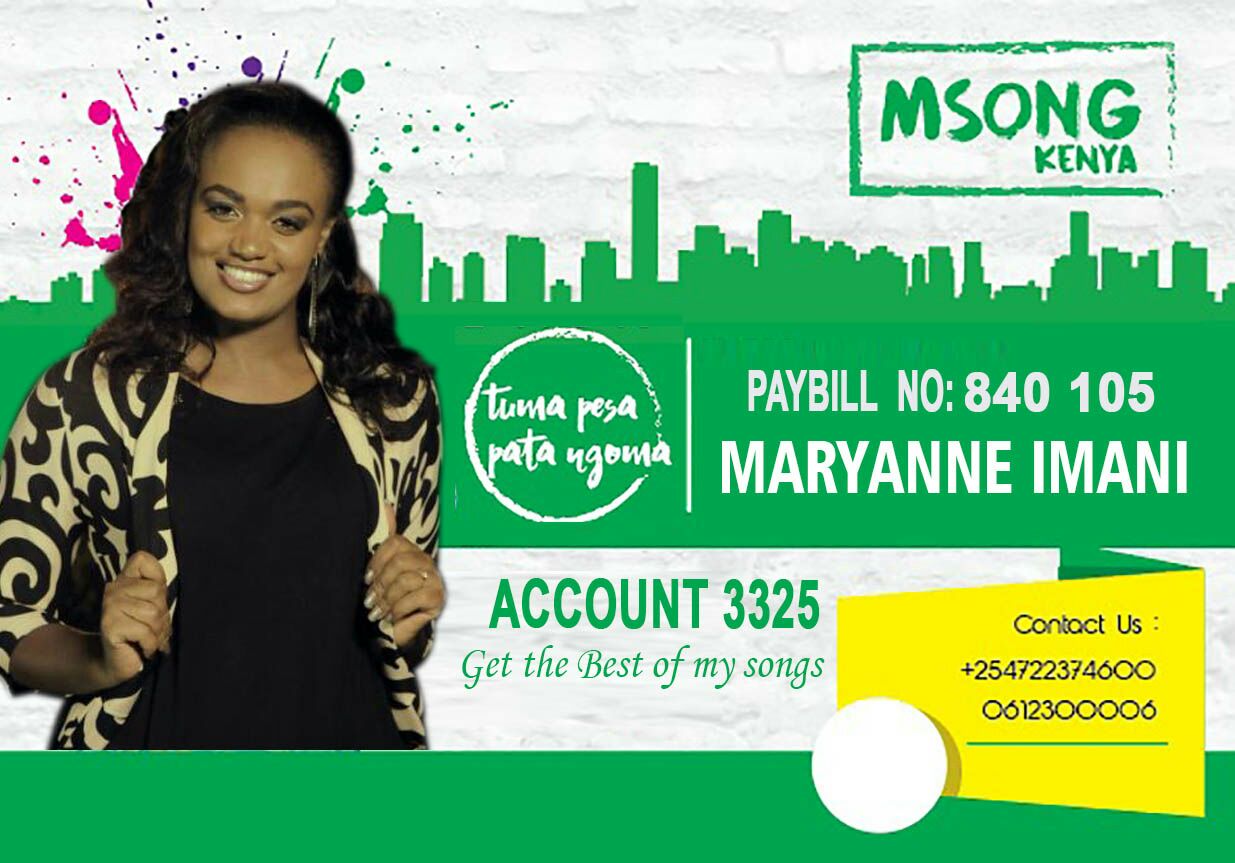 MSONG
KENYA
tuma pesa
pata ngoma
PAYBILL NO: 840 105
MARYANNE IMANI
ACCOUNT 3325
Get the Best of my songs
Contact Us :
+254722374600
0612300006